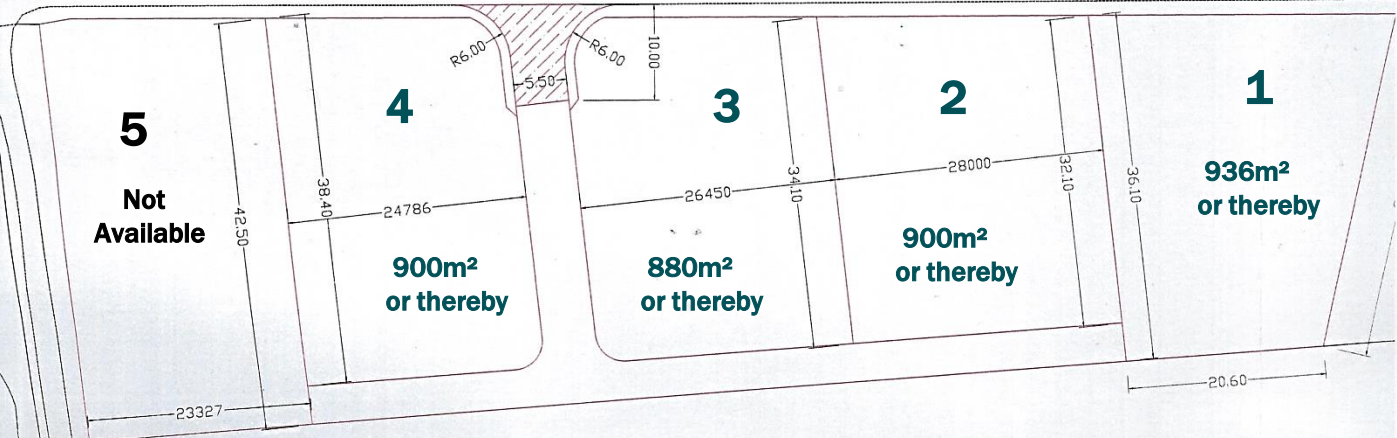 5
Not
Available
42.50
23327
4
38.40
24786
900m²
or thereby
R6.00
5.50
R6.00
10.00
3
34.10
26450
880m²
or thereby
2
28000
32.10
900m²
or thereby
1
36.10
936m²
or thereby
20.60